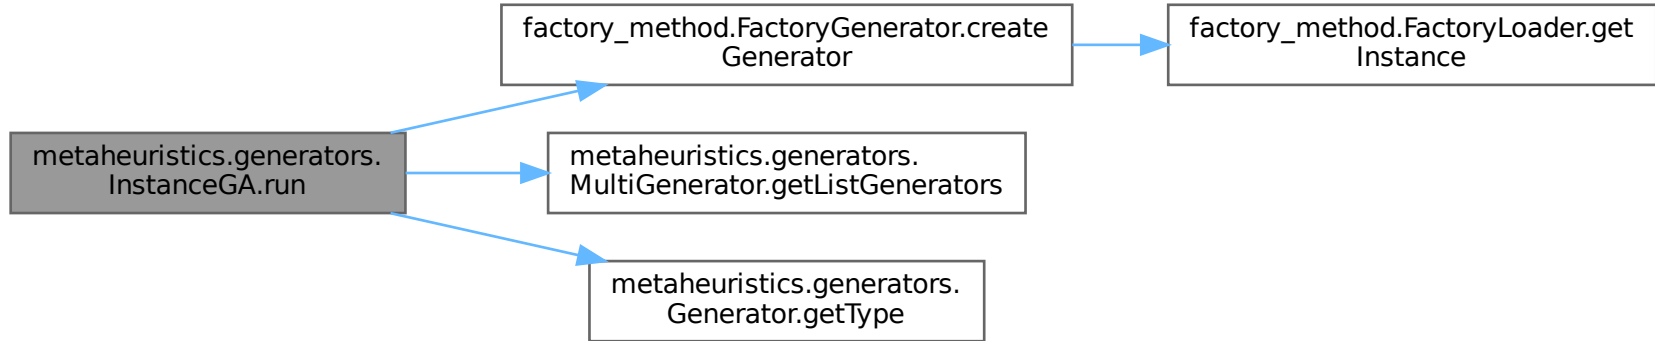 metaheuristics.generators.
InstanceGA.run
factory_method.FactoryGenerator.create
Generator
factory_method.FactoryLoader.get
Instance
metaheuristics.generators.
MultiGenerator.getListGenerators
metaheuristics.generators.
Generator.getType